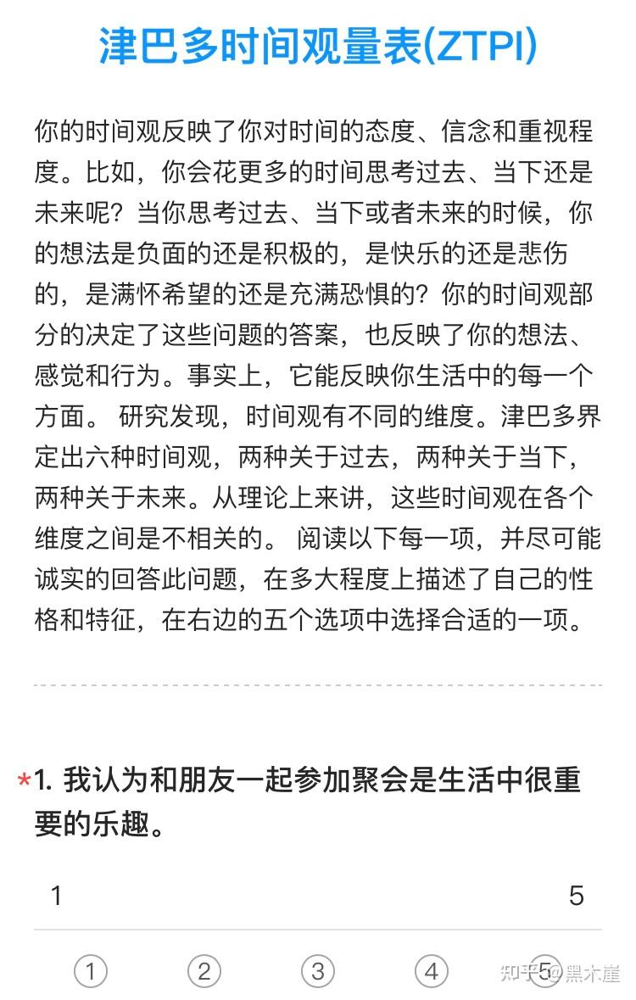 津巴多时间观量表(ZTPI)
你的时间观反映了你对时间的态度、信念和重视程
度。比如，你会花更多的时间思考过去、当下还是
未来呢？当你思考过去、当下或者未来的时候，你
的想法是负面的还是积极的，是快乐的还是悲伤
的，是满怀希望的还是充满恐惧的？你的时间观部
分的决定了这些问题的答案，也反映了你的想法、
感觉和行为。事实上，它能反映你生活中的每一个
方面。 研究发现，时间观有不同的维度。津巴多界
定出六种时间观，两种关于过去，两种关于当下，
两种关于未来。从理论上来讲，这些时间观在各个
维度之间是不相关的。 阅读以下每一项，并尽可能
诚实的回答此问题，在多大程度上描述了自己的性
格和特征，在右边的五个选项中选择合适的一项。
*1. 我认为和朋友一起参加聚会是生活中很重
要的乐趣。
1 5
1 2 3 4 5
知乎 @黑木崖